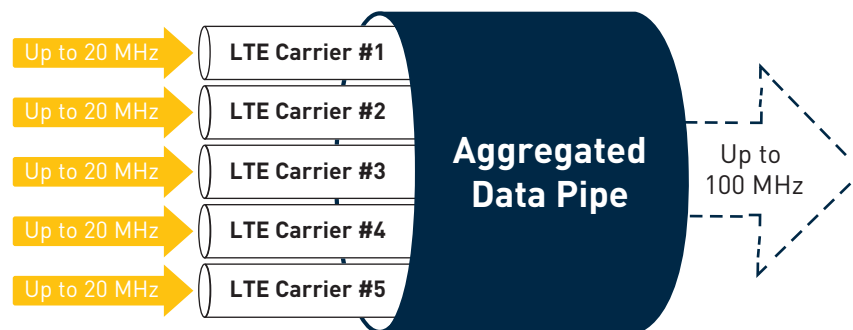 Up to 20 MHz
LTE Carrier #1
Up to 20 MHz
LTE Carrier #2
Up to 20 MHz
LTE Carrier #3
Up to 20 MHz
LTE Carrier #4
Up to 20 MHz
LTE Carrier #5
Aggregated
Data Pipe
Up to
100 MHz